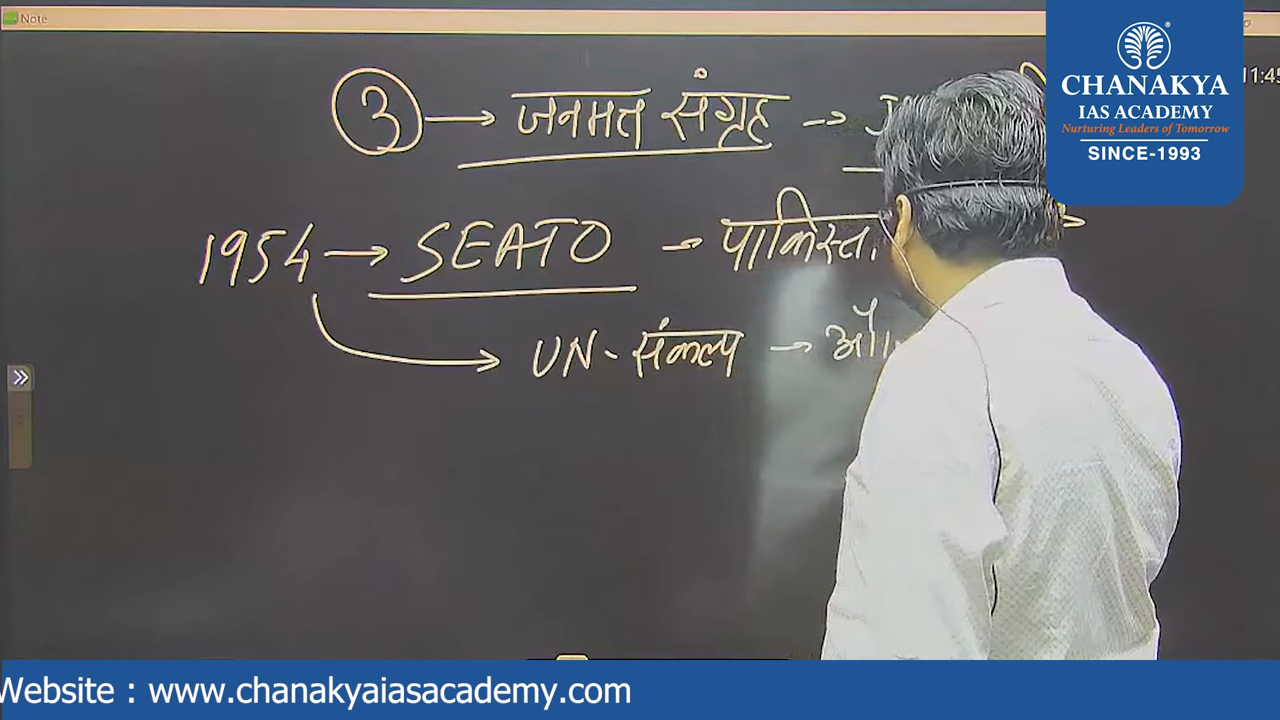 Note
CHANAKYA
IAS ACADEMY
Nurturing Leaders of Tomorrow
SINCE-1993
③ → जनमत संग्रह →
1954 → SEATO →
→ UN - संकल्प →
Website : www.chanakyaiasacademy.com